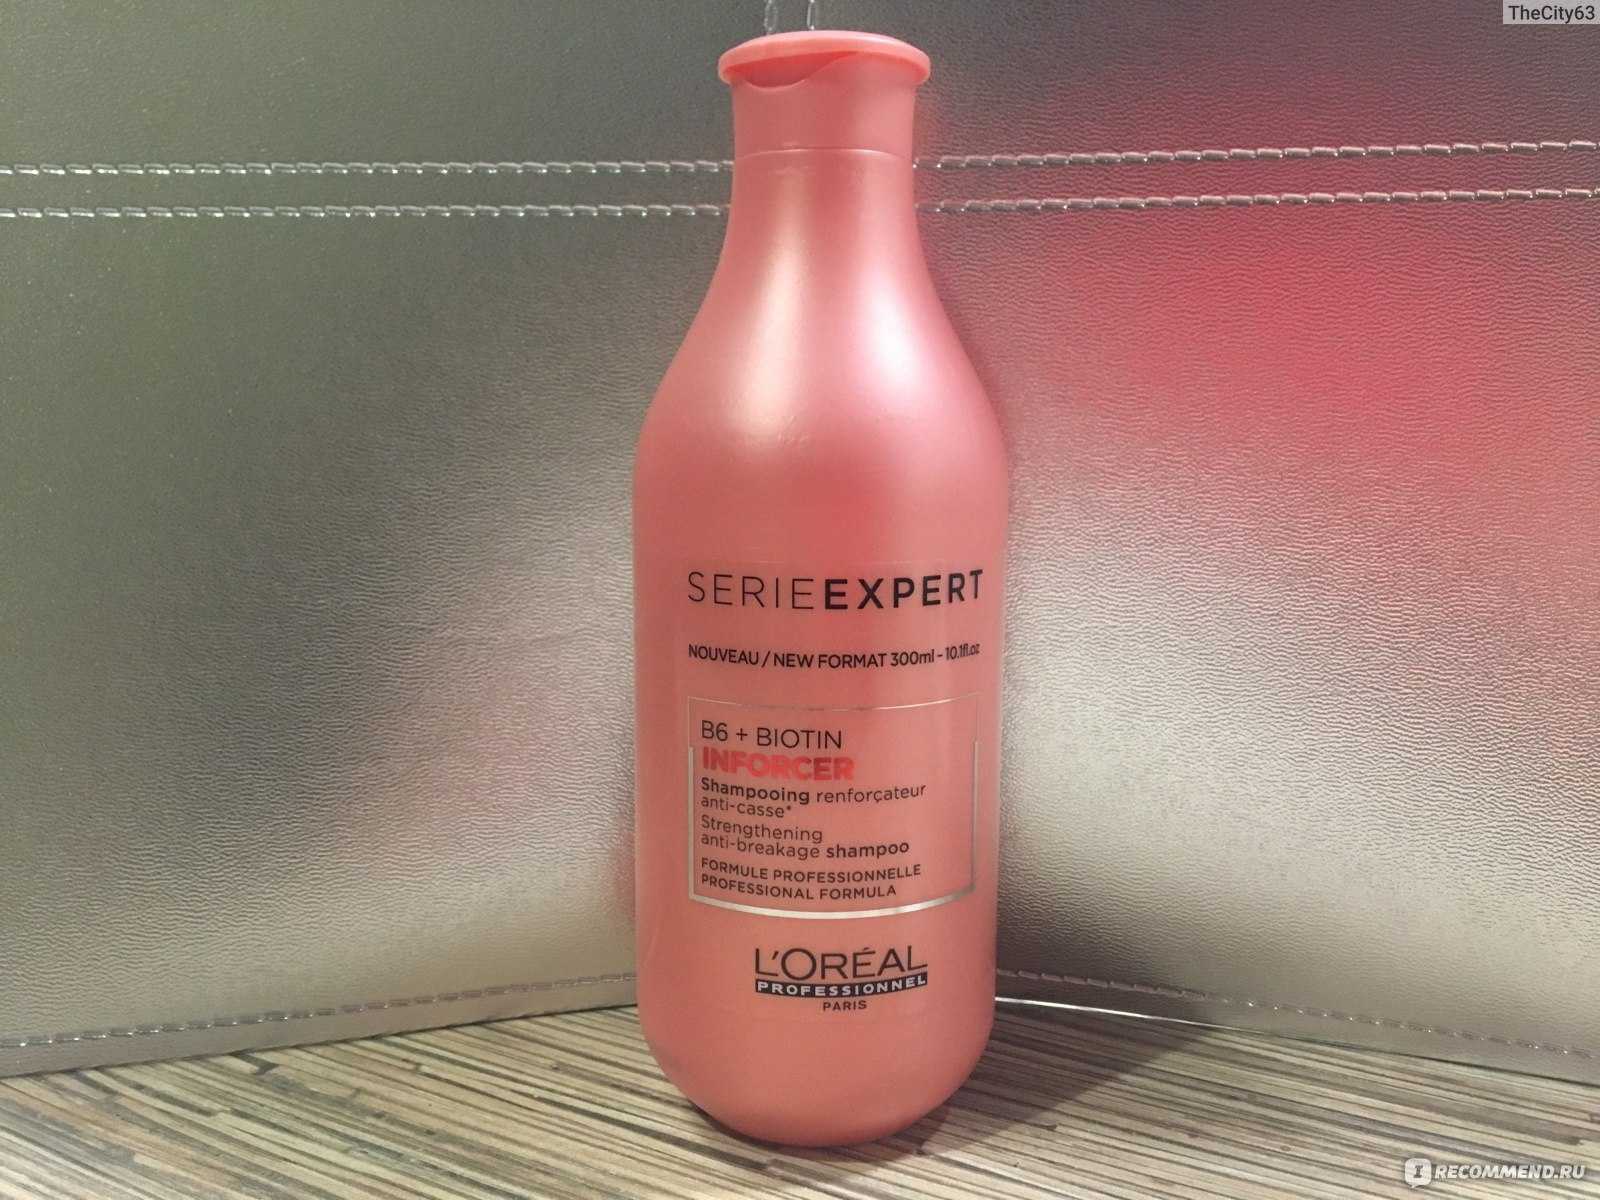 TheCity63
SERIEEXPERT
NOUVEAU / NEW FORMAT 300ml - 10.1fl.oz
B6 + BIOTIN
INFORCER
Shampooing renforçateur
anti-casse*
Strengthening
anti-breakage shampoo
FORMULE PROFESSIONNELLE
PROFESSIONAL FORMULA
L'ORÉAL
PROFESSIONNEL
PARIS
RECOMMEND.RU